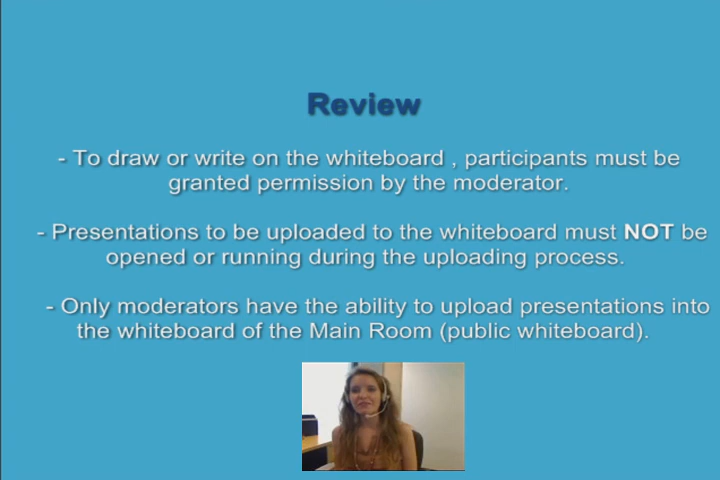 Review
- To draw or write on the whiteboard , participants must be
granted permission by the moderator.
- Presentations to be uploaded to the whiteboard must NOT be
opened or running during the uploading process.
- Only moderators have the ability to upload presentations into
the whiteboard of the Main Room (public whiteboard).